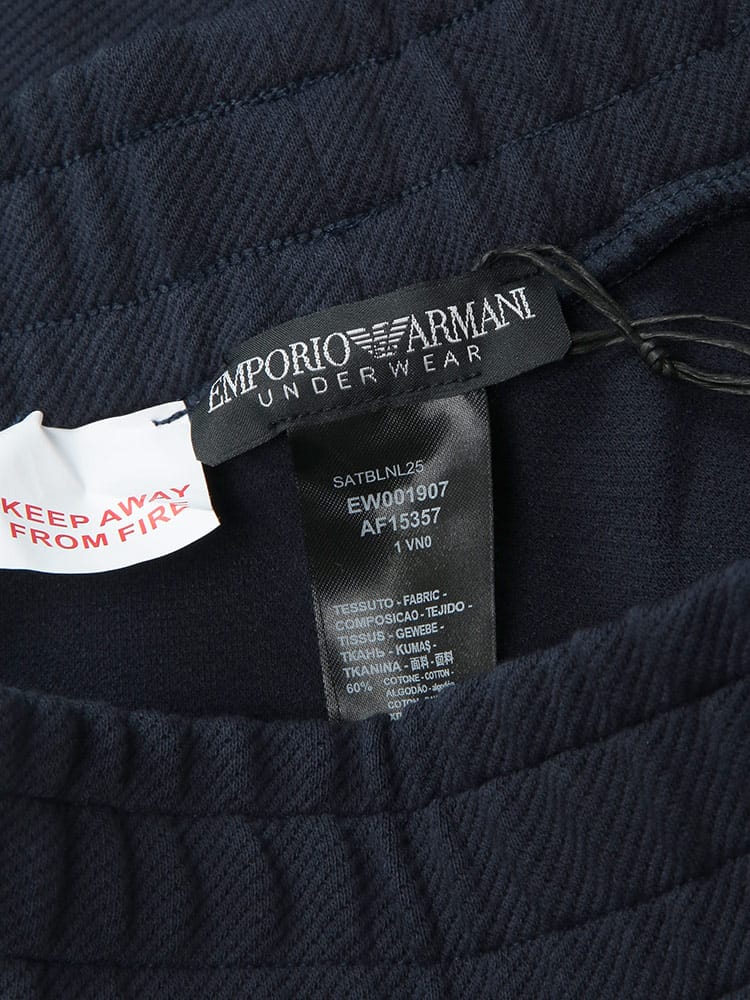 EMPORIO ARMANI
UNDERWEAR
KEEP AWAY
FROM FIRE
SATBLNL25
EW001907
AF15357
1 VN0
TESSUTO - FABRIC -
COMPOSICAO - TEJIDO -
TISSUS - GEWEBE -
ТКАНЬ - KUMAŞ -
TKANINA - 面料 - 面料
60% COTONE - COTTON -
ALGODÃO - algodón